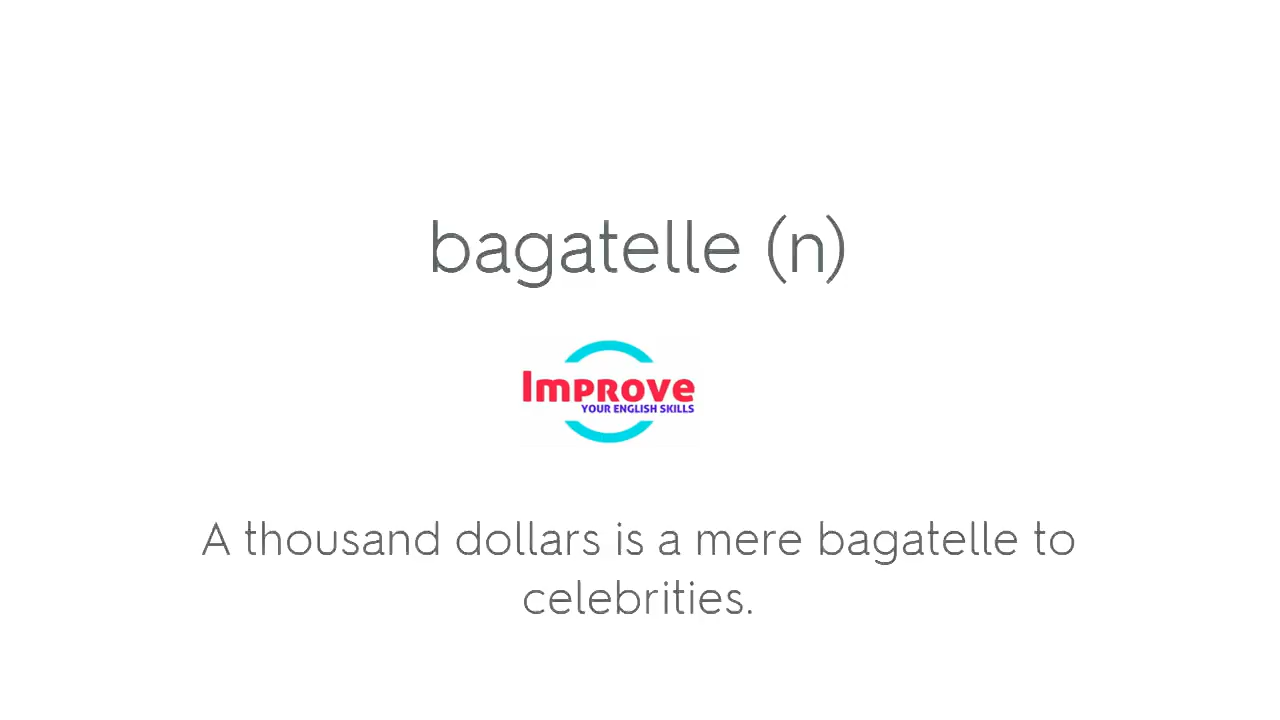 bagatelle (n)
Improve
YOUR ENGLISH SKILLS
A thousand dollars is a mere bagatelle to
celebrities.